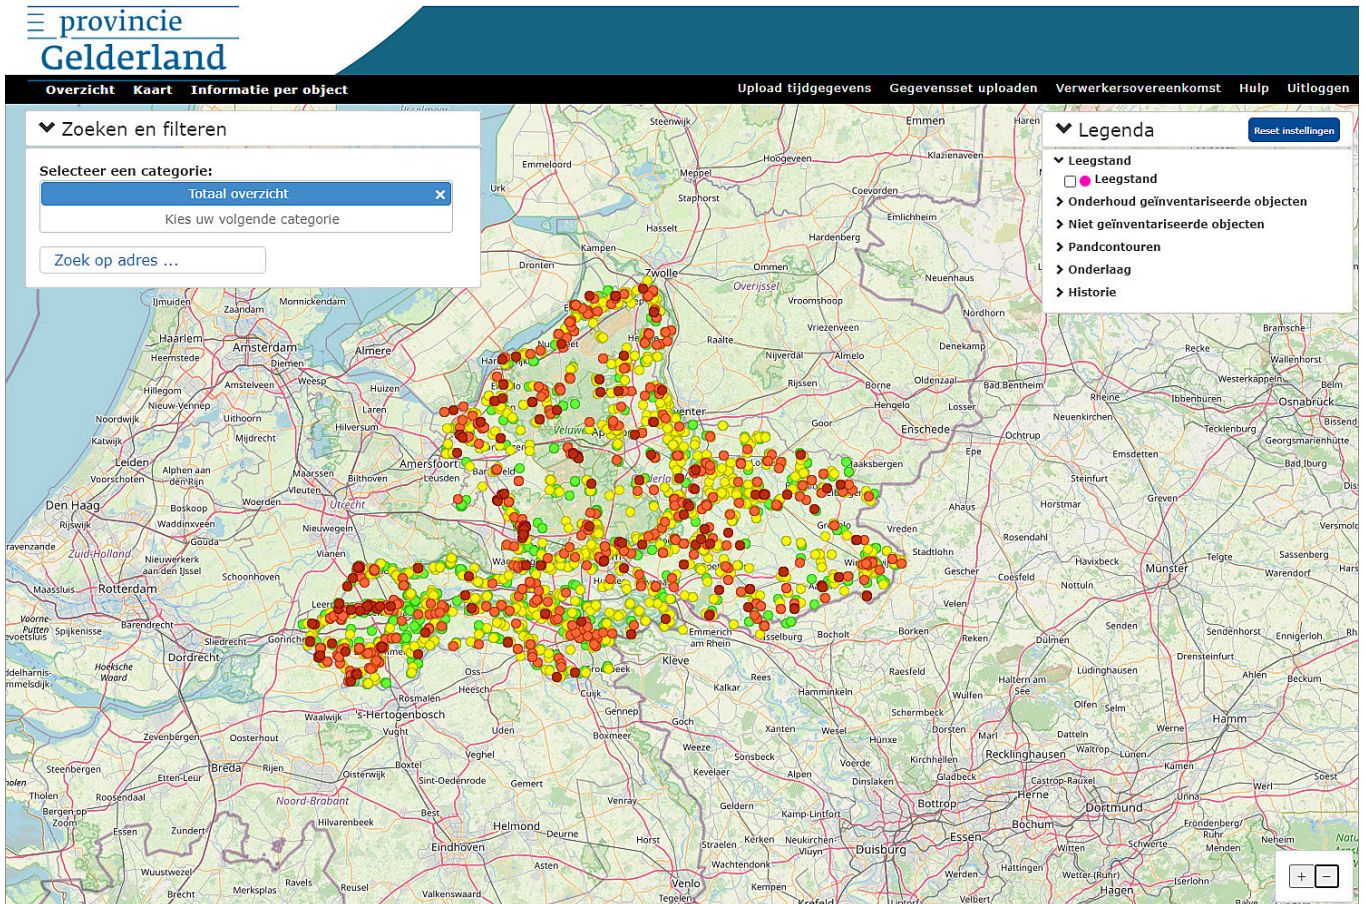 provincie
Gelderland
Overzicht Kaart Informatie per object
Upload tijdgegevens Gegevensset uploaden Verwerkersovereenkomst Hulp Uitloggen
Zoeken en filteren
Selecteer een categorie:
Totaal overzicht ×
Kies uw volgende categorie
Zoek op adres ...
Legenda
Reset instellingen
Leegstand
Leegstand
Onderhoud geïnventariseerde objecten
Niet geïnventariseerde objecten
Pandcontouren
Onderlaag
Historie
IJsselmeer
Steenwijk
Emmen
Haren
Emmeloord
Hoogeveen
Klazienaveen
Meppel
Urk
Staphorst
Coevorden
Emlichheim
Hasselt
Hardenberg
Kampen
Dronten
Zwolle
Ommen
Neuenhaus
Overijssel
IJmuiden
Zaandam
Monnickendam
Vroomshoop
Nordhorn
Vriezenveen
Bramsche
Haarlem
Amsterdam
Diemen
Almere
Raalte
Denekamp
Recke
Heemstede
Nijverdal
Almelo
Wallenhorst
Hillegom
Amstelveen
Weesp
Huizen
Rijssen
Borne
Oldenzaal
Bad Bentheim
Westerkappeln
Belm
Nieuw-Vennep
Laren
Rheine
Ibbenburen
Osnabrück
Noordwijk
Uithoorn
Hilversum
Hengelo
Losser
Neuenkirchen
Katwijk
Mijdrecht
Goor
Enschede
Ochtrup
Tecklenburg
Georgsmarienhütte
Leiden
Maarssen
Amersfoort
Leusden
Epe
Emsdetten
Voorschoten
Alphen aan
den Rijn
Vleuten
Bilthoven
Haaksbergen
Bad Iburg
Steinfurt
Veluwe
Den Haag
Boskoop
Woerden
Utrecht
Ahaus
Horstmar
Greven
Rijswijk
Waddinxveen
Nieuwegein
Vreden
Gouda
Rosendahl
Zuid-Holland
Vianen
Stadtlohn
Nieuwerkerk
aan den IJssel
Schoonhoven
Gescher
Coesfeld
Havixbeck
Münster
Telgte
Sassenberg
Warendorf
Maassluis
Rotterdam
Nottuln
Velen
Voorne-
Putten
Spijkenisse
Barendrecht
Sliedrecht
Emmerich
am Rhein
Bocholt
Borken
Reken
Dülmen
Senden
Sendenhorst
Ennigerloh
Dordrecht
Hoeksche
Waard
Oss
Kleve
Rees
Raesfeld
Haltern am
See
Lüdinghausen
Drensteinfurt
Ahlen
Beckum
Rosmalen
Heesch
Cuijk
Kalkar
Hamminkeln
Wulfen
Olfen
Selm
Waalwijk
's-Hertogenbosch
Gennep
Goch
Schermbeck
Hamm
Zevenbergen
Oosterhout
Vught
Uden
Boxmeer
Xanten
Wesel
Hünxe
Dorsten
Marl
Datteln
Werne
Veghel
Weeze
Sonsbeck
Voerde
Kirchhellen
Recklinghausen
Waltrop
Lünen
Kamen
Steenbergen
Etten-Leur
Breda
Rijen
Oisterwijk
Boxtel
Sint-Oedenrode
Gemert
Kevelaer
Alpen
Dinslaken
Gladbeck
Castrop-Rauxel
Unna
Werl
Soest
Tholen
Roosendaal
Noord-Brabant
Venray
Geldern
Kamp-Lintfort
Bottrop
Herne
Dortmund
Bergen op
Zoom
Essen
Zundert
Hilvarenbeek
Best
Helmond
Deurne
Horst
Straelen
Kerken
Neukirchen-
Vluyn
Essen
Bochum
Fröndenberg/
Ruhr
Eindhoven
Duisburg
Witten
Schwerte
Menden
Neheim
Wuustwezel
Asten
Wachtendonk
Hattingen
Brecht
Merksplas
Ravels
Reusel
Valkenswaard
Venlo
Tegelen
Kempen
Krefeld
Werden
Velbert
Wetter (Ruhr)
Hagen
Iserlohn
Balve
+ −